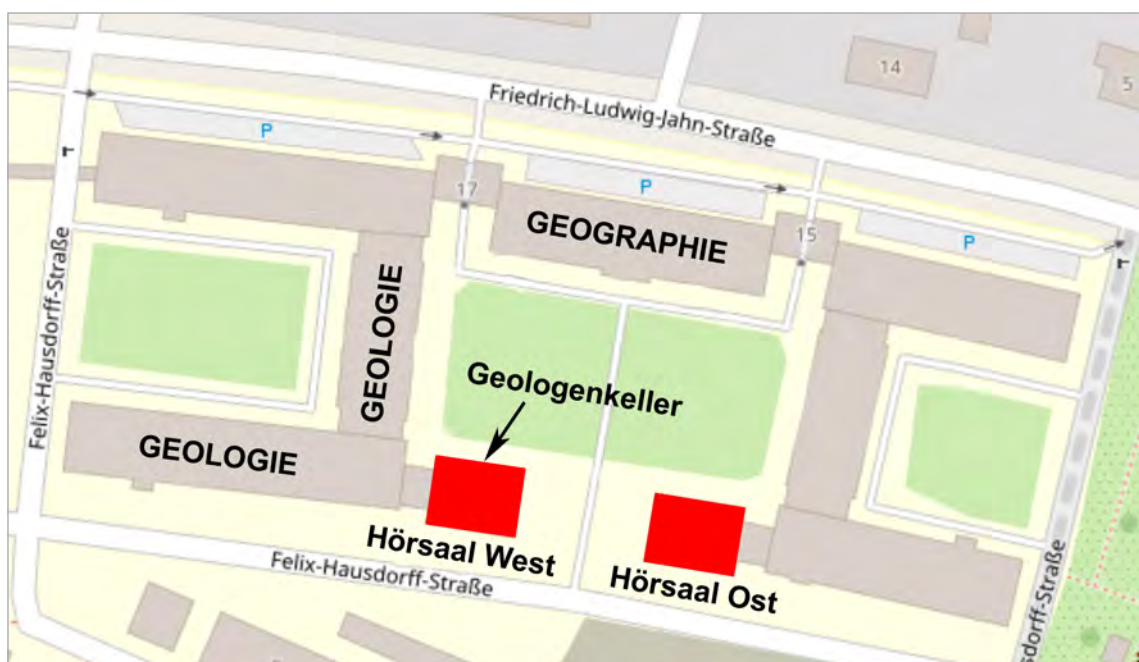 Friedrich-Ludwig-Jahn-Straße
14
5
P
P
P
17
15
GEOGRAPHIE
GEOLOGIE
Felix-Hausdorff-Straße
Geologenkeller
GEOLOGIE
Hörsaal West
Hörsaal Ost
Felix-Hausdorff-Straße
sdorff-Straße